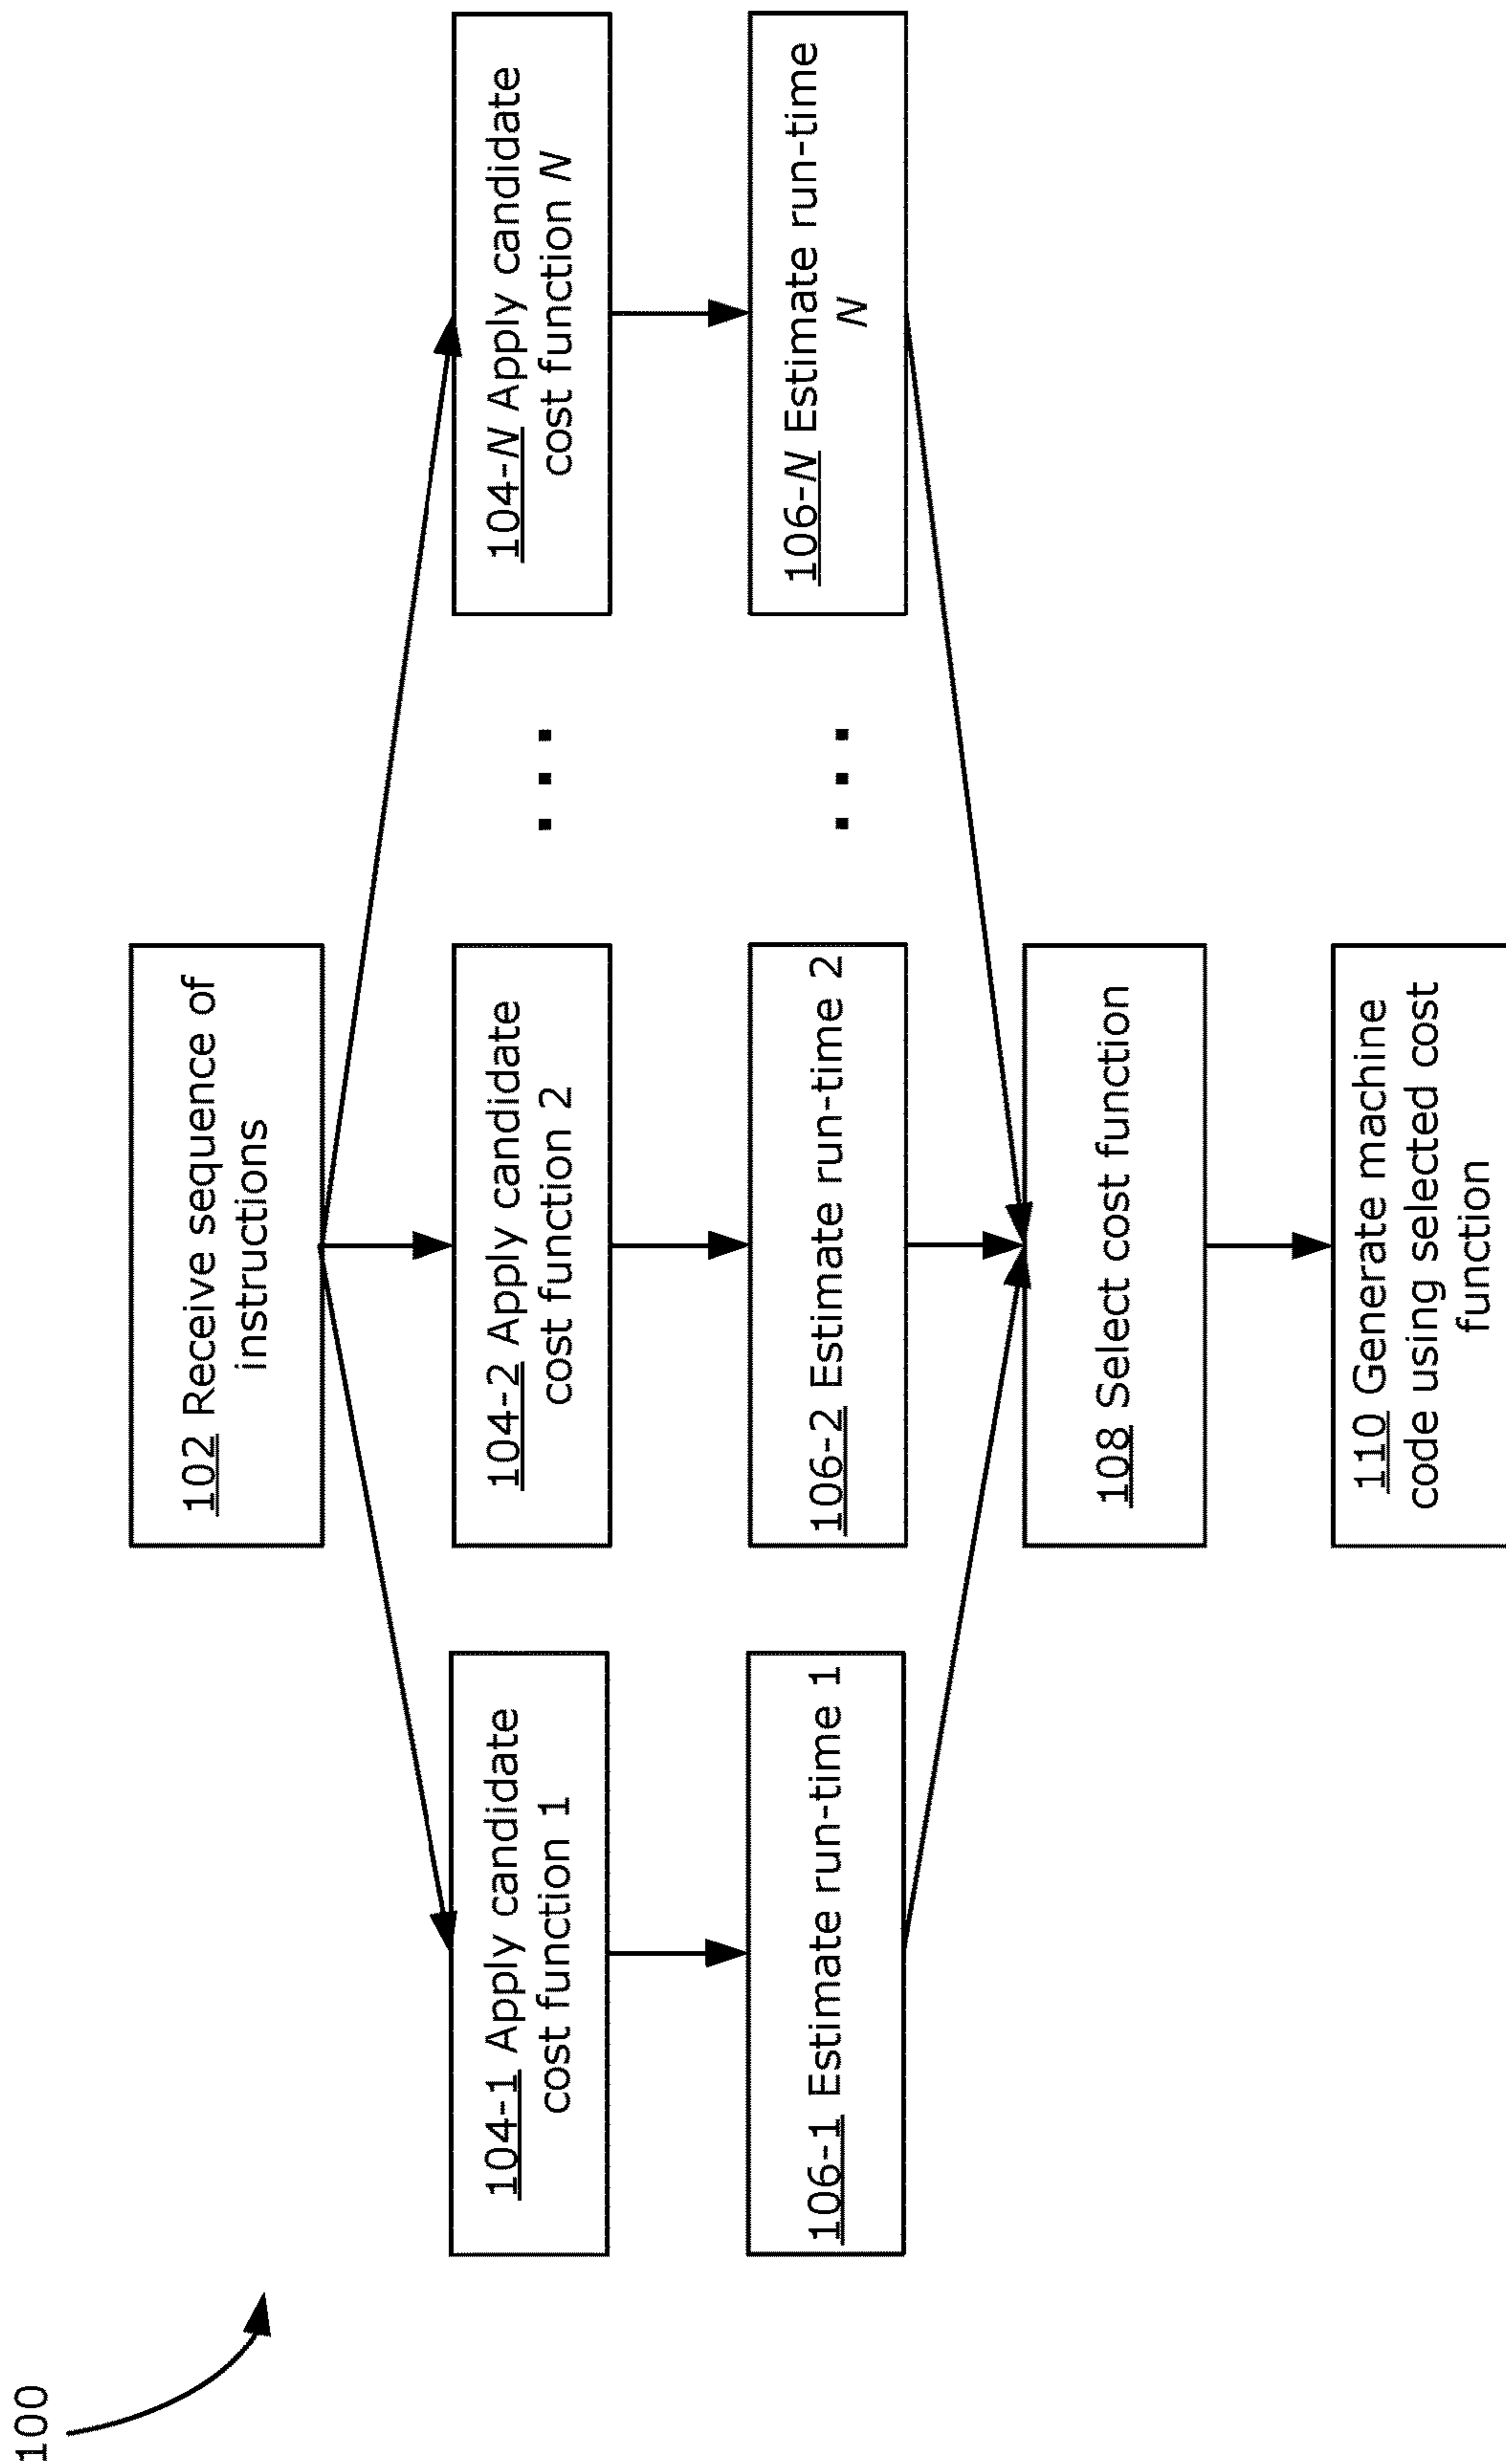 100
102 Receive sequence of
instructions
104-1 Apply candidate
cost function 1
104-2 Apply candidate
cost function 2
. . .
104-N Apply candidate
cost function N
106-1 Estimate run-time 1
106-2 Estimate run-time 2
. . .
106-N Estimate run-time
N
108 Select cost function
110 Generate machine
code using selected cost
function